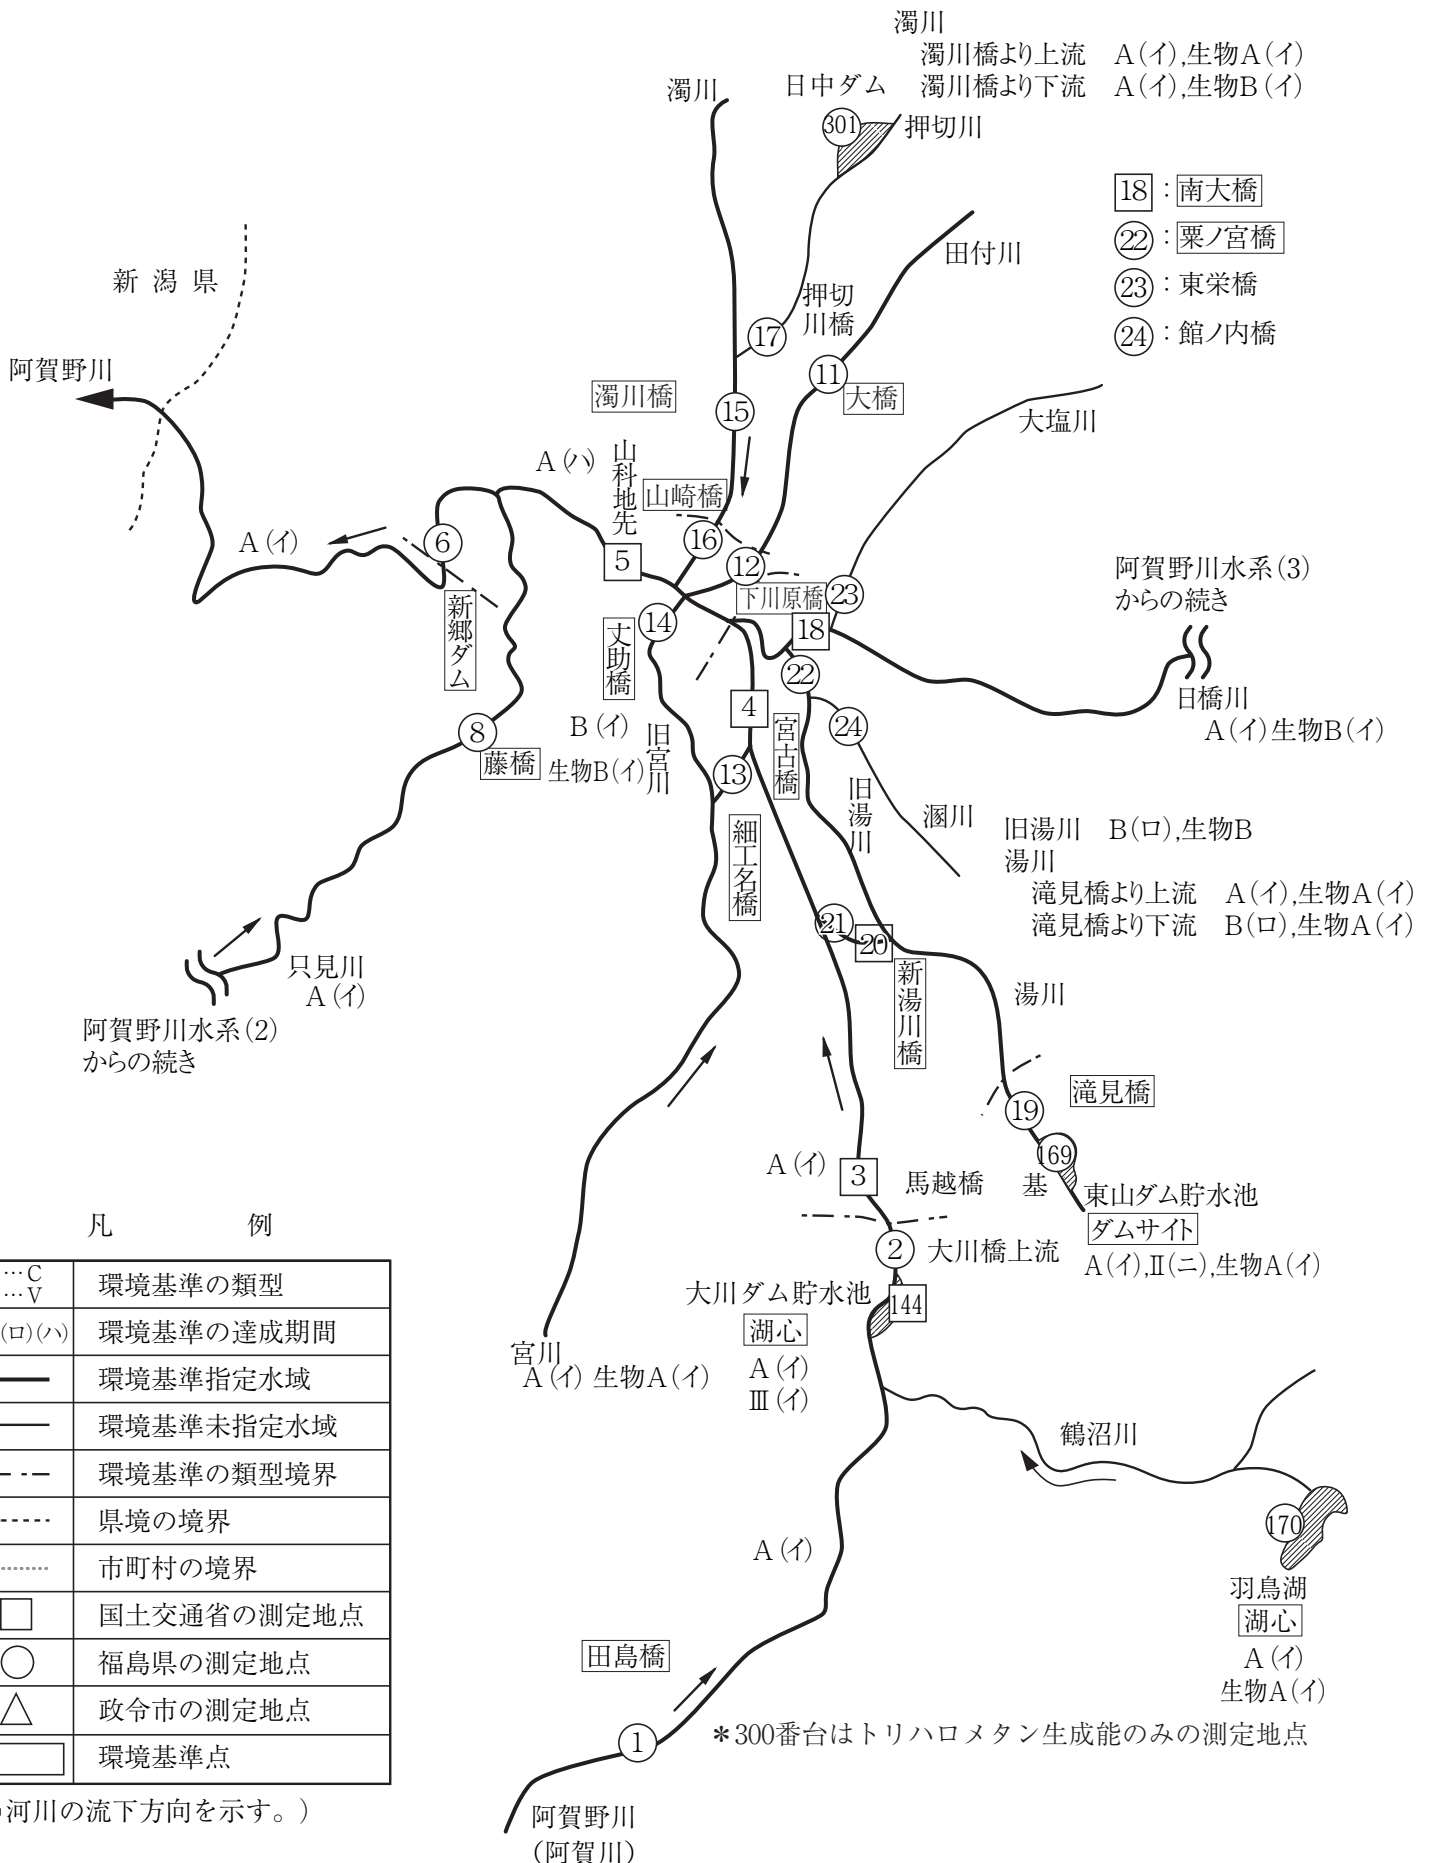 濁川
濁川橋より上流 A(イ),生物A(イ)
濁川橋より下流 A(イ),生物B(イ)
日中ダム
濁川
301
押切川
18:南大橋
22:粟ノ宮橋
23:東栄橋
24:館ノ内橋
田付川
新潟県
押切
川橋
17
阿賀野川
11
大橋
濁川橋
15
大塩川
A(ハ)
山科地先
山崎橋
A(イ)
6
5
16
12
下川原橋
23
阿賀野川水系(3)
からの続き
新郷ダム
14
丈助橋
18
22
4
日橋川
A(イ)生物B(イ)
8
藤橋
B(イ)
生物B(イ)
旧宮川
13
宮古橋
24
旧湯川
溷川
細工名橋
旧湯川 B(ロ),生物B
湯川
滝見橋より上流 A(イ),生物A(イ)
滝見橋より下流 B(ロ),生物A(イ)
21
20
新湯川橋
只見川
A(イ)
湯川
阿賀野川水系(2)
からの続き
滝見橋
19
169
A(イ)
3
馬越橋
基
東山ダム貯水池
ダムサイト
A(イ),Ⅱ(ニ),生物A(イ)
2
大川橋上流
大川ダム貯水池
144
湖心
A(イ)
Ⅲ(イ)
宮川
A(イ)生物A(イ)
鶴沼川
170
羽鳥湖
湖心
A(イ)
生物A(イ)
A(イ)
田島橋
1
*300番台はトリハロメタン生成能のみの測定地点
阿賀野川
(阿賀川)
凡例
…C
…V
環境基準の類型
(ロ)(ハ) 環境基準の達成期間
環境基準指定水域
環境基準未指定水域
環境基準の類型境界
県境の境界
市町村の境界
国土交通省の測定地点
福島県の測定地点
政令市の測定地点
環境基準点
河川の流下方向を示す。)